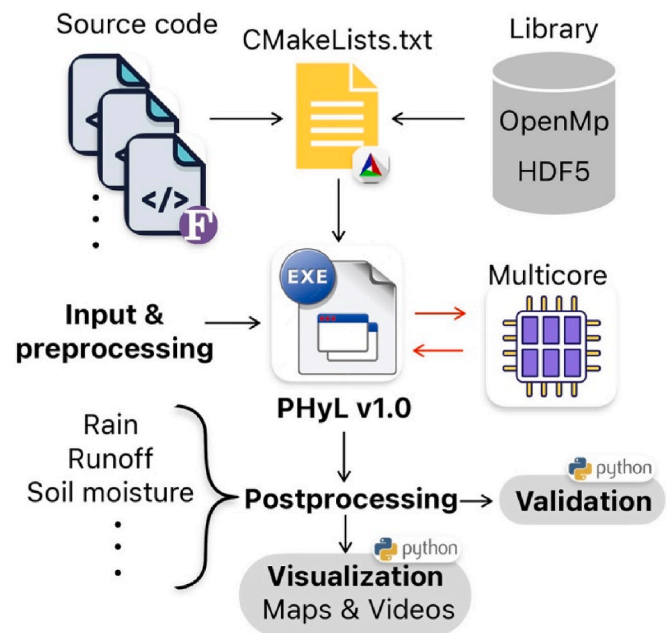 Source code
CMakeLists.txt
Library
OpenMp
HDF5
</>
F
EXE
Multicore
Input &
preprocessing
PHyL v1.0
Rain
Runoff
Soil moisture
Postprocessing
python
Validation
python
Visualization
Maps & Videos